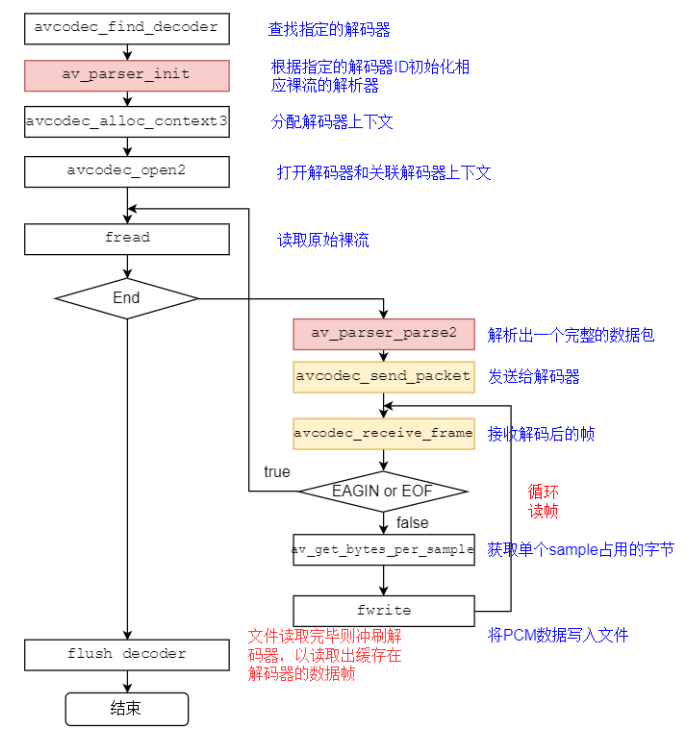 avcodec_find_decoder
查找指定的解码器
av_parser_init
根据指定的解码器ID初始化相
应裸流的解析器
avcodec_alloc_context3
分配解码器上下文
avcodec_open2
打开解码器和关联解码器上下文
fread
读取原始裸流
End
av_parser_parse2
解析出一个完整的数据包
avcodec_send_packet
发送给解码器
avcodec_receive_frame
接收解码后的帧
true
EAGIN or EOF
循环
读帧
false
av_get_bytes_per_sample
获取单个sample占用的字节
fwrite
将PCM数据写入文件
flush decoder
文件读取完毕则冲刷解
码器，以读取出缓存在
解码器的数据帧
结束